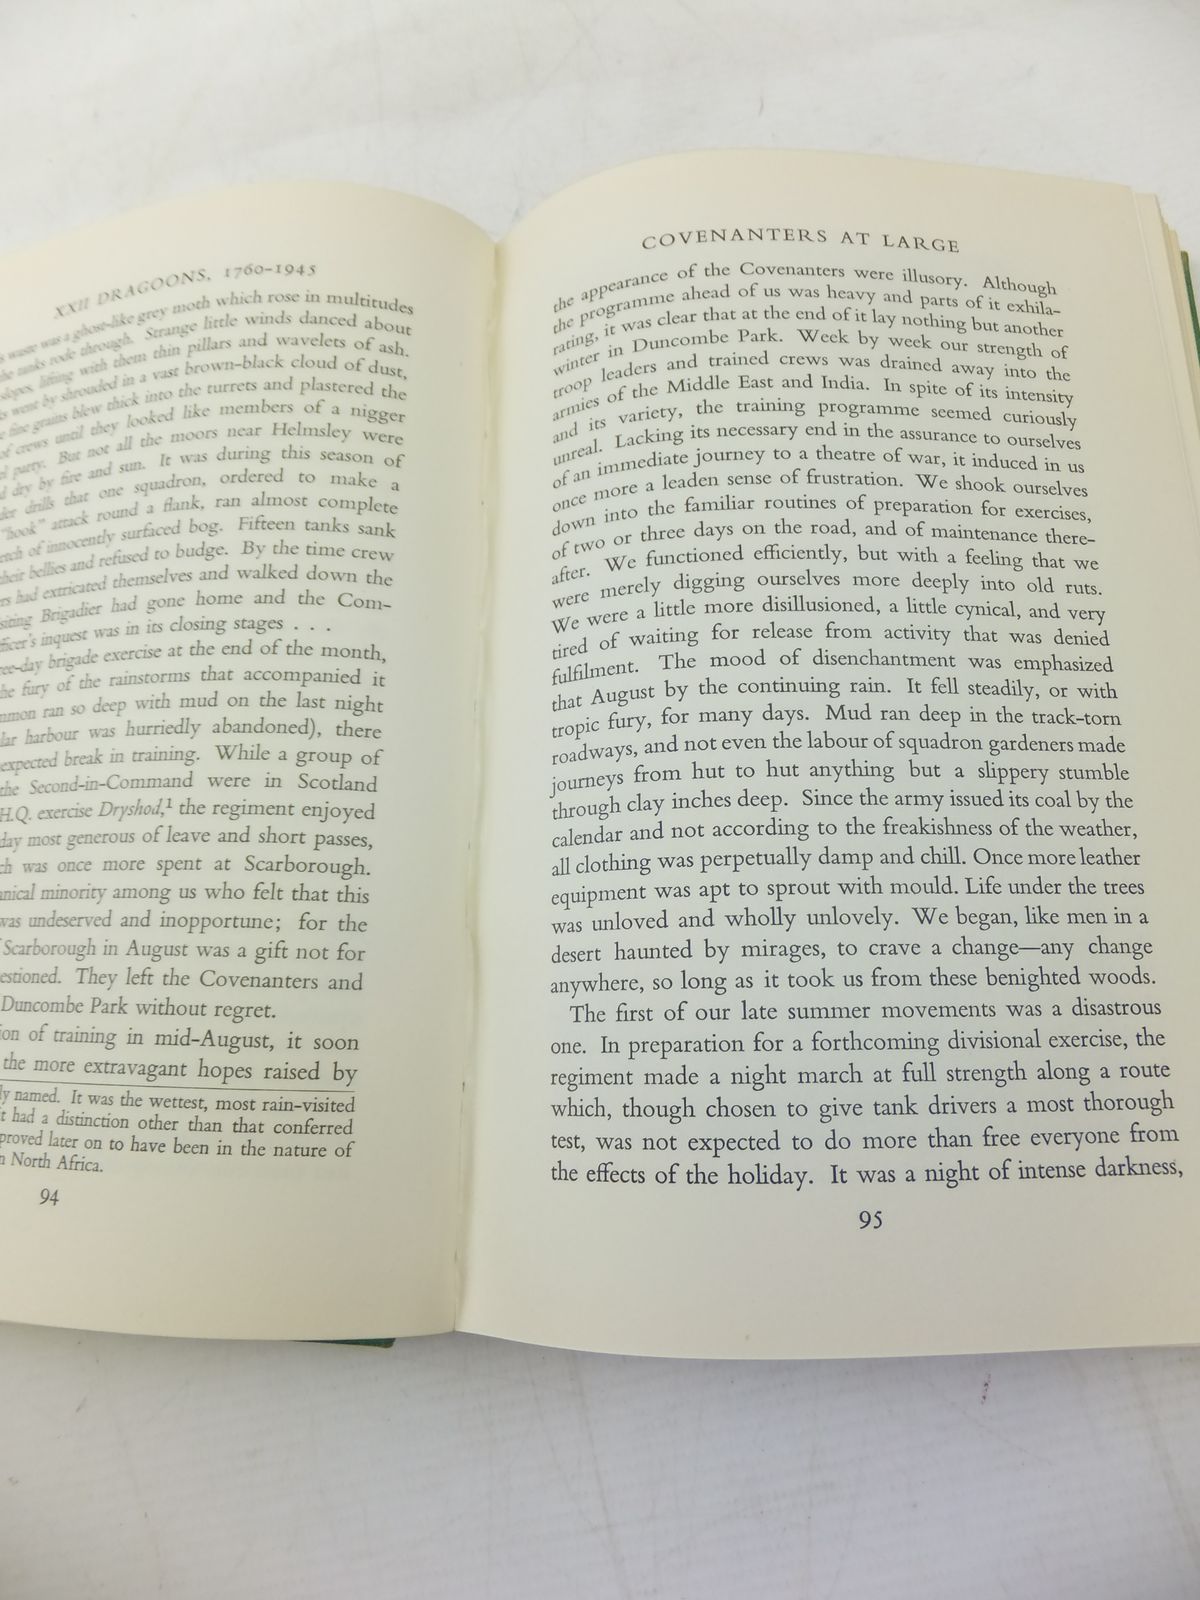 XXII DRAGOONS, 1760-1945
waste was a ghost-like grey moth which rose in multitudes
tanks rode through. Strange little winds danced about
slopes, lifting with them thin pillars and wavelets of ash.
went by shrouded in a vast brown-black cloud of dust,
fine grains blew thick into the turrets and plastered the
of crews until they looked like members of a nigger
party. But not all the moors near Helmsley were
dry by fire and sun. It was during this season of
drills that one squadron, ordered to make a
"hook" attack round a flank, ran almost complete
of innocently surfaced bog. Fifteen tanks sank
their bellies and refused to budge. By the time crew
had extricated themselves and walked down the
Brigadier had gone home and the Com-
inquest was in its closing stages . . .
brigade exercise at the end of the month,
the fury of the rainstorms that accompanied it
ran so deep with mud on the last night
harbour was hurriedly abandoned), there
expected break in training. While a group of
the Second-in-Command were in Scotland
H.Q. exercise Dryshod,¹ the regiment enjoyed
day most generous of leave and short passes,
was once more spent at Scarborough.
minority among us who felt that this
was undeserved and inopportune; for the
Scarborough in August was a gift not for
They left the Covenanters and
Duncombe Park without regret.
of training in mid-August, it soon
the more extravagant hopes raised by
named. It was the wettest, most rain-visited
it had a distinction other than that conferred
proved later on to have been in the nature of
North Africa.
94
COVENANTERS AT LARGE
the appearance of the Covenanters were illusory. Although
the programme ahead of us was heavy and parts of it exhila-
rating, it was clear that at the end of it lay nothing but another
winter in Duncombe Park. Week by week our strength of
troop leaders and trained crews was drained away into the
armies of the Middle East and India. In spite of its intensity
and its variety, the training programme seemed curiously
unreal. Lacking its necessary end in the assurance to ourselves
of an immediate journey to a theatre of war, it induced in us
once more a leaden sense of frustration. We shook ourselves
down into the familiar routines of preparation for exercises,
of two or three days on the road, and of maintenance there-
after. We functioned efficiently, but with a feeling that we
were merely digging ourselves more deeply into old ruts.
We were a little more disillusioned, a little cynical, and very
tired of waiting for release from activity that was denied
fulfilment. The mood of disenchantment was emphasized
that August by the continuing rain. It fell steadily, or with
tropic fury, for many days. Mud ran deep in the track-torn
roadways, and not even the labour of squadron gardeners made
journeys from hut to hut anything but a slippery stumble
through clay inches deep. Since the army issued its coal by the
calendar and not according to the freakishness of the weather,
all clothing was perpetually damp and chill. Once more leather
equipment was apt to sprout with mould. Life under the trees
was unloved and wholly unlovely. We began, like men in a
desert haunted by mirages, to crave a change—any change
anywhere, so long as it took us from these benighted woods.
The first of our late summer movements was a disastrous
one. In preparation for a forthcoming divisional exercise, the
regiment made a night march at full strength along a route
which, though chosen to give tank drivers a most thorough
test, was not expected to do more than free everyone from
the effects of the holiday. It was a night of intense darkness,
95